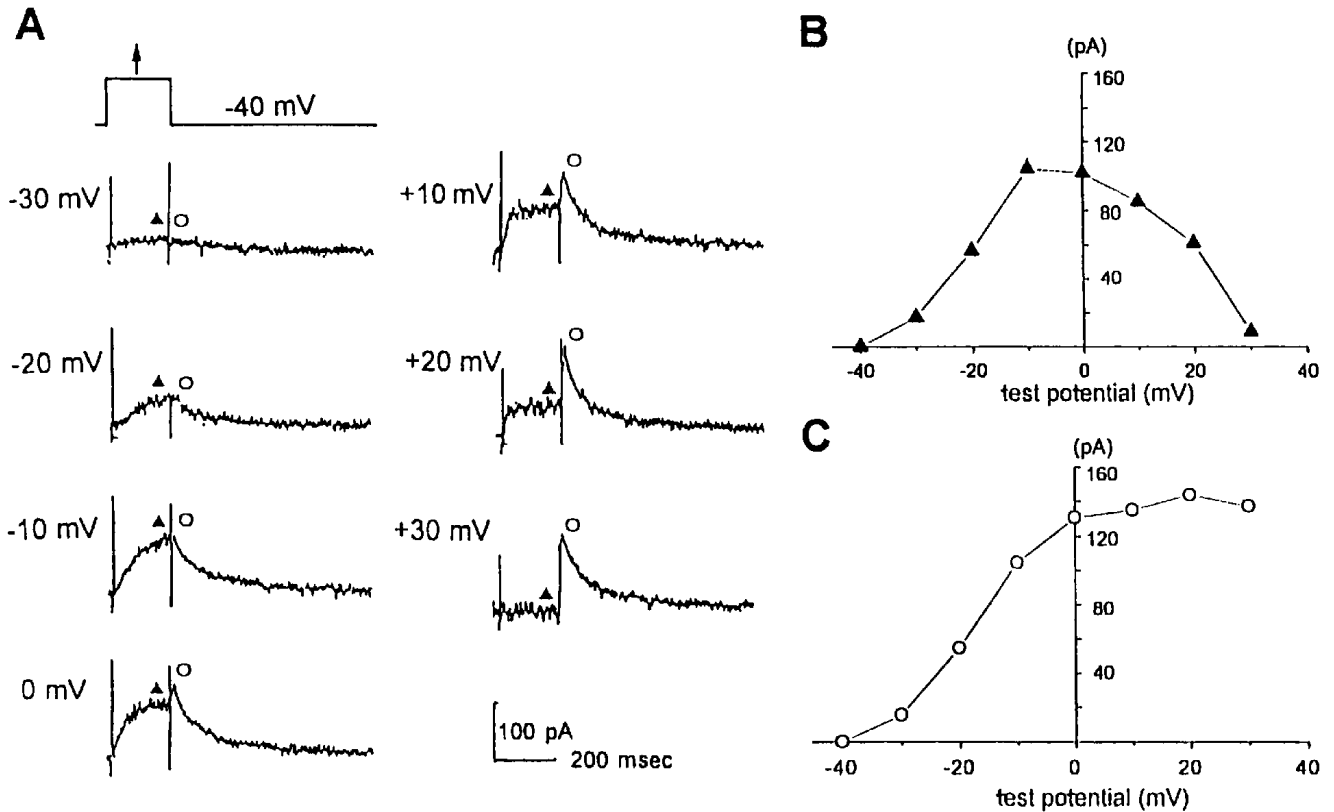 A
-40 mV
-30 mV
-20 mV
-10 mV
0 mV
+10 mV
+20 mV
+30 mV
100 pA
200 msec
B
(pA)
160
120
80
40
-40 -20 0 20 40
test potential (mV)
C
(pA)
160
120
80
40
-40 -20 0 20 40
test potential (mV)